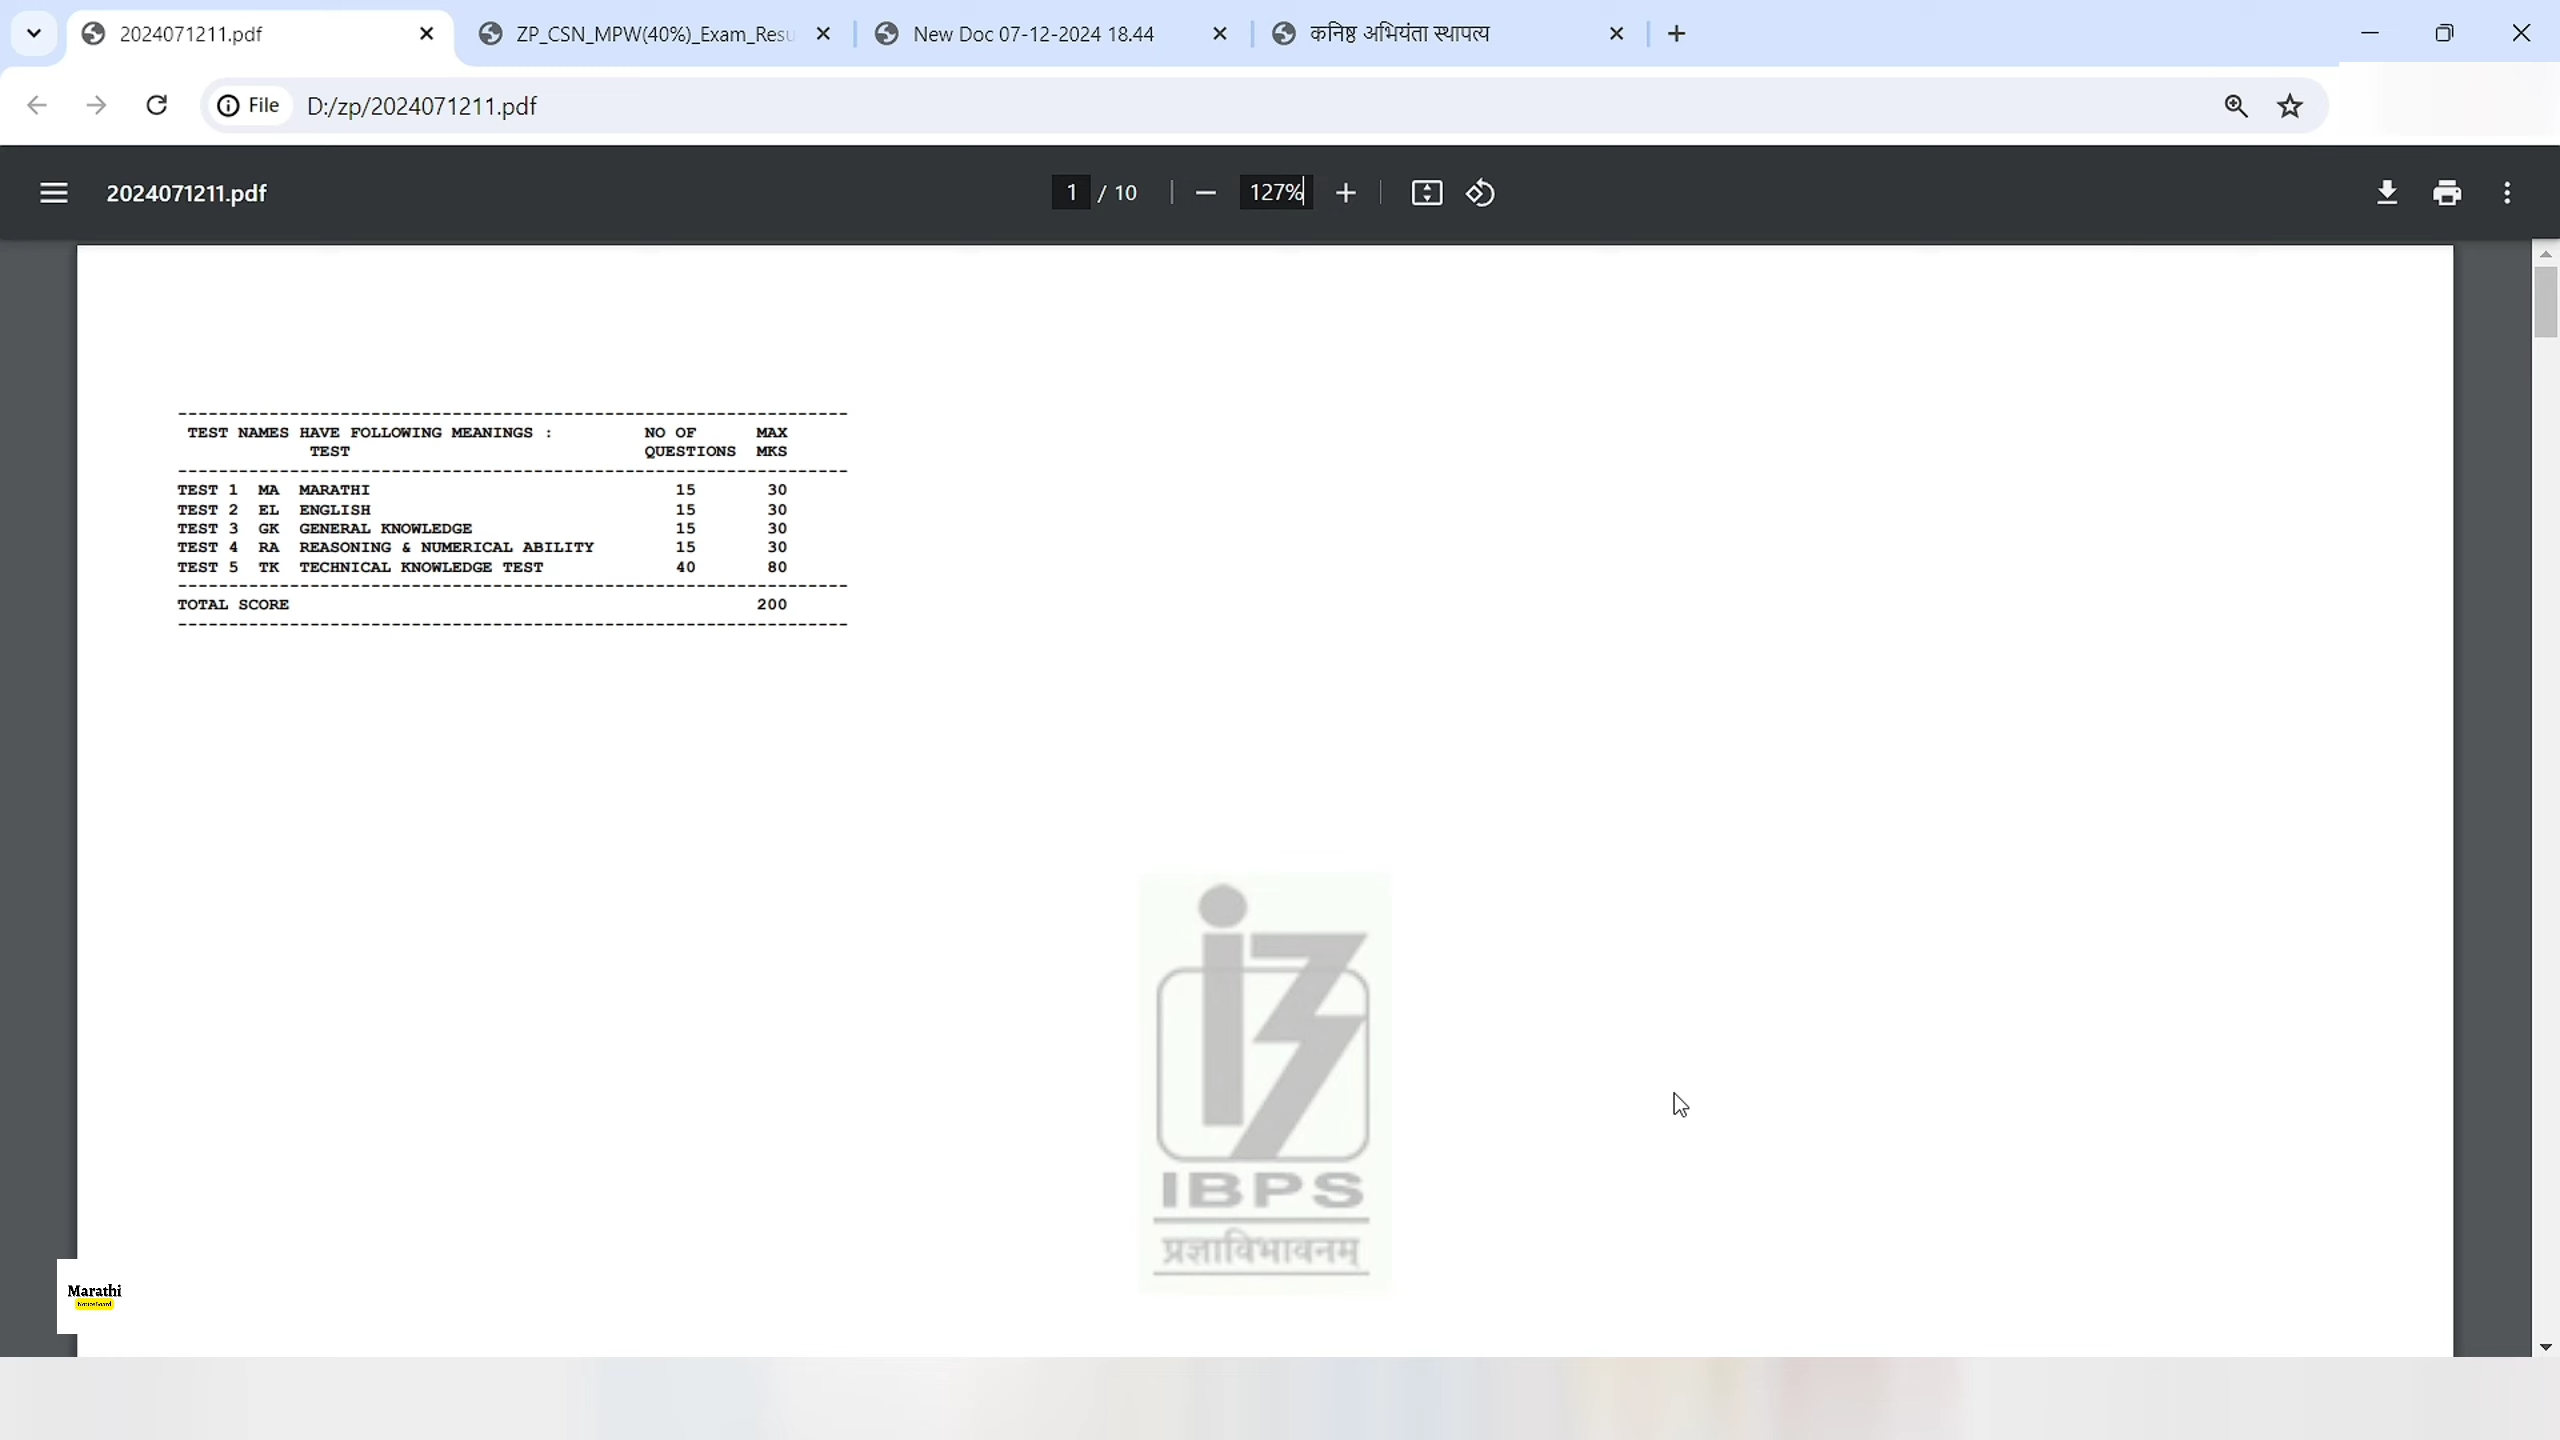 2024071211.pdf
ZP_CSN_MPW(40%)_Exam_Resu
New Doc 07-12-2024 18.44
कनिष्ठ अभियंता स्थापत्य
File D:/zp/2024071211.pdf
2024071211.pdf
1 / 10
127%
TEST NAMES HAVE FOLLOWING MEANINGS : NO OF MAX
TEST QUESTIONS MKS
TEST 1 MA MARATHI 15 30
TEST 2 EL ENGLISH 15 30
TEST 3 GK GENERAL KNOWLEDGE 15 30
TEST 4 RA REASONING & NUMERICAL ABILITY 15 30
TEST 5 TK TECHNICAL KNOWLEDGE TEST 40 80
TOTAL SCORE 200
IBPS
प्रज्ञाविभावनम्
Marathi